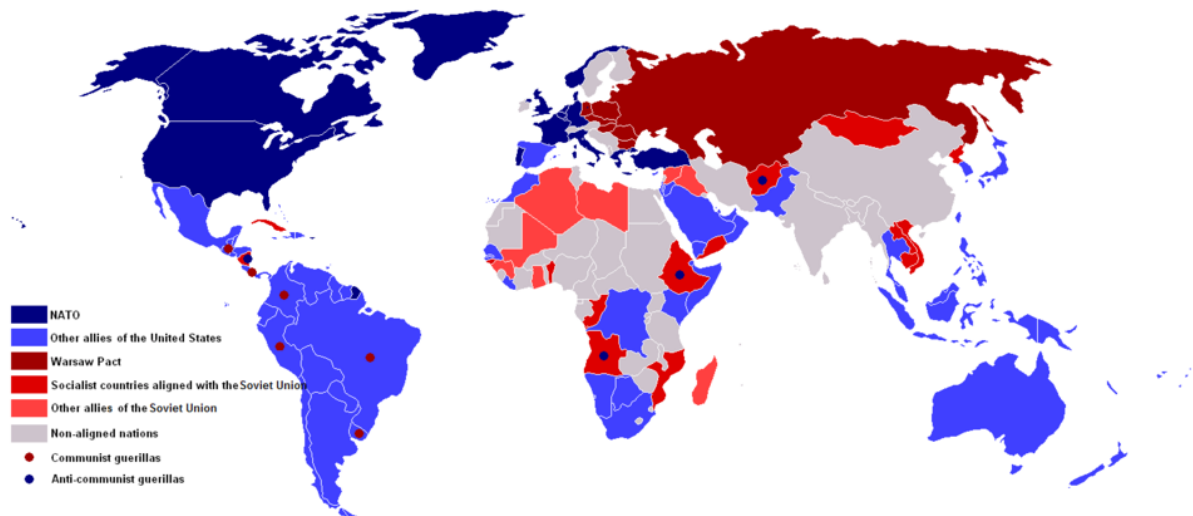 NATO
Other allies of the United States
Warsaw Pact
Socialist countries aligned with the Soviet Union
Other allies of the Soviet Union
Non-aligned nations
Communist guerillas
Anti-communist guerillas